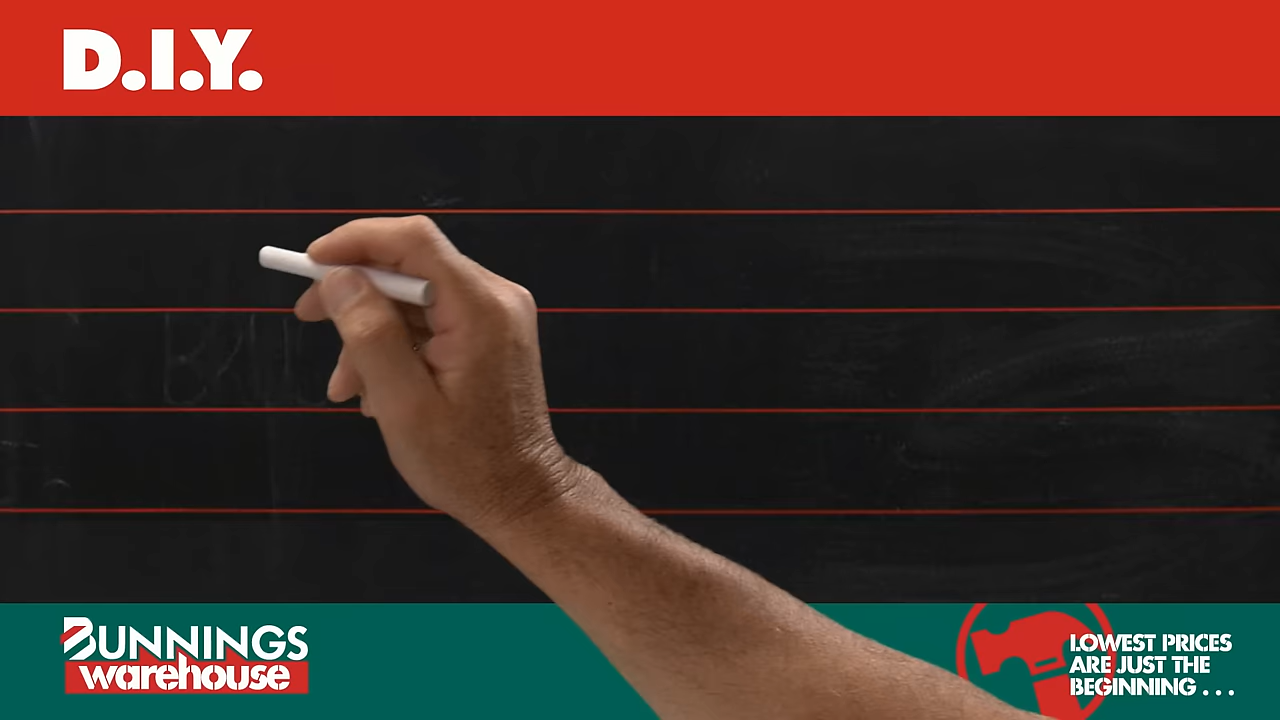 D.I.Y.
BUNNINGS
warehouse
LOWEST PRICES
ARE JUST THE
BEGINNING . . .